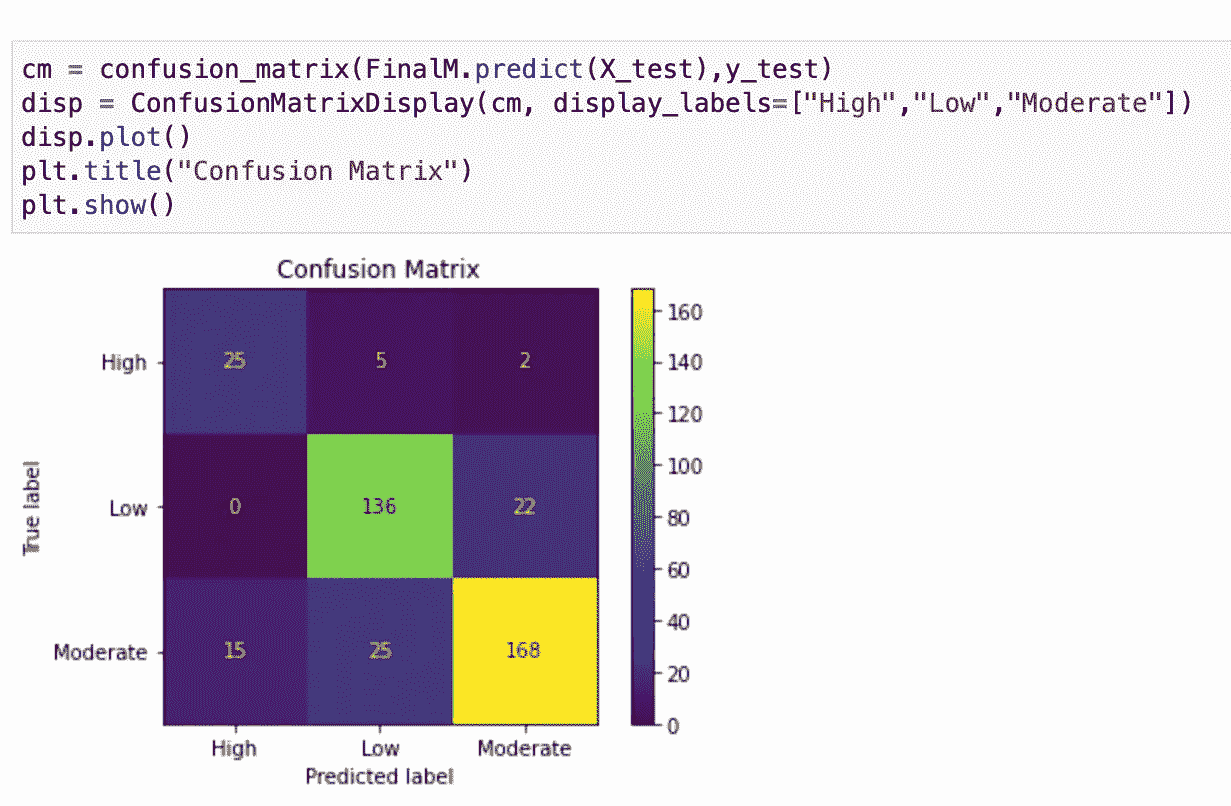 cm = confusion_matrix(FinalM.predict(X_test),y_test)
disp = ConfusionMatrixDisplay(cm, display_labels=["High","Low","Moderate"])
disp.plot()
plt.title("Confusion Matrix")
plt.show()
Confusion Matrix
High 25 5 2
Low 0 136 22
Moderate 15 25 168
True label
High Low Moderate
Predicted label
160
140
120
100
80
60
40
20
0